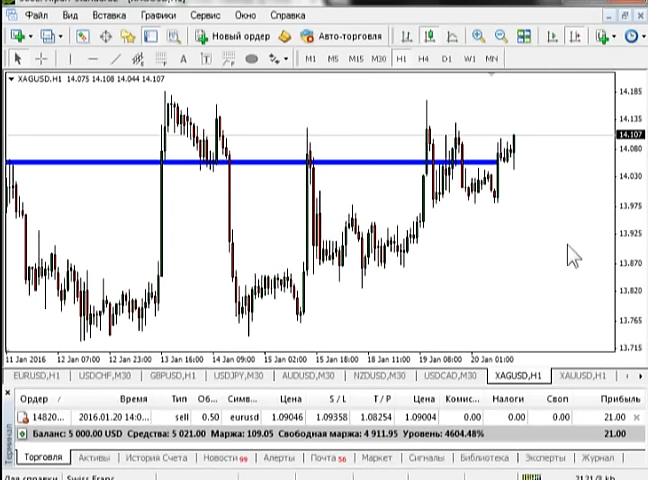 Файл Вид Вставка Графики Сервис Окно Справка
Новый ордер Авто-торговля
A T M1 M5 M15 M30 H1 H4 D1 W1 MN
XAGUSD,H1 14.075 14.108 14.044 14.107
14.185
14.135
14.107
14.080
14.030
13.975
13.925
13.870
13.820
13.765
13.715
11 Jan 2016 12 Jan 07:00 12 Jan 23:00 13 Jan 16:00 14 Jan 09:00 15 Jan 02:00 15 Jan 18:00 18 Jan 11:00 19 Jan 08:00 20 Jan 01:00
EURUSD,H1 USDCHF,M30 GBPUSD,H1 USDJPY,M30 AUDUSD,M30 NZDUSD,M30 USDCAD,M30 XAGUSD,H1 XAUUSD,H1
Ордер / Время Тип Об... Симв... Цена S / L T / P Цена Комис... Налоги Своп Прибыль
14820... 2016.01.20 14:0... sell 0.50 eurusd 1.09046 1.09358 1.08254 1.09004 0.00 0.00 0.00 21.00
Баланс: 5 000.00 USD Средства: 5 021.00 Маржа: 109.05 Свободная маржа: 4 911.95 Уровень: 4604.48% 21.00
Терминал
Торговля Активы История Счета Новости 99 Алерты Почта 56 Маркет Сигналы Библиотека Эксперты Журнал
Для справки Swiss Franc 2121/3 kb